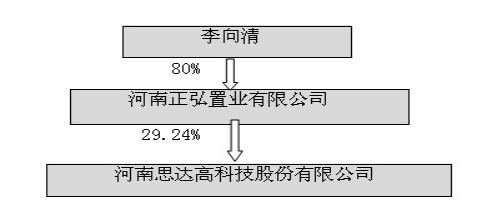 李向清
80%
河南正弘置业有限公司
29.24%
河南思达高科技股份有限公司